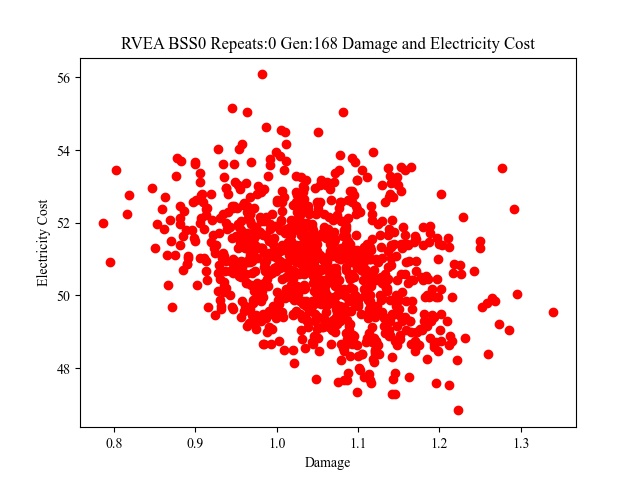 RVEA BSS0 Repeats:0 Gen:168 Damage and Electricity Cost
56
54
52
50
48
Electricity Cost
0.8 0.9 1.0 1.1 1.2 1.3
Damage